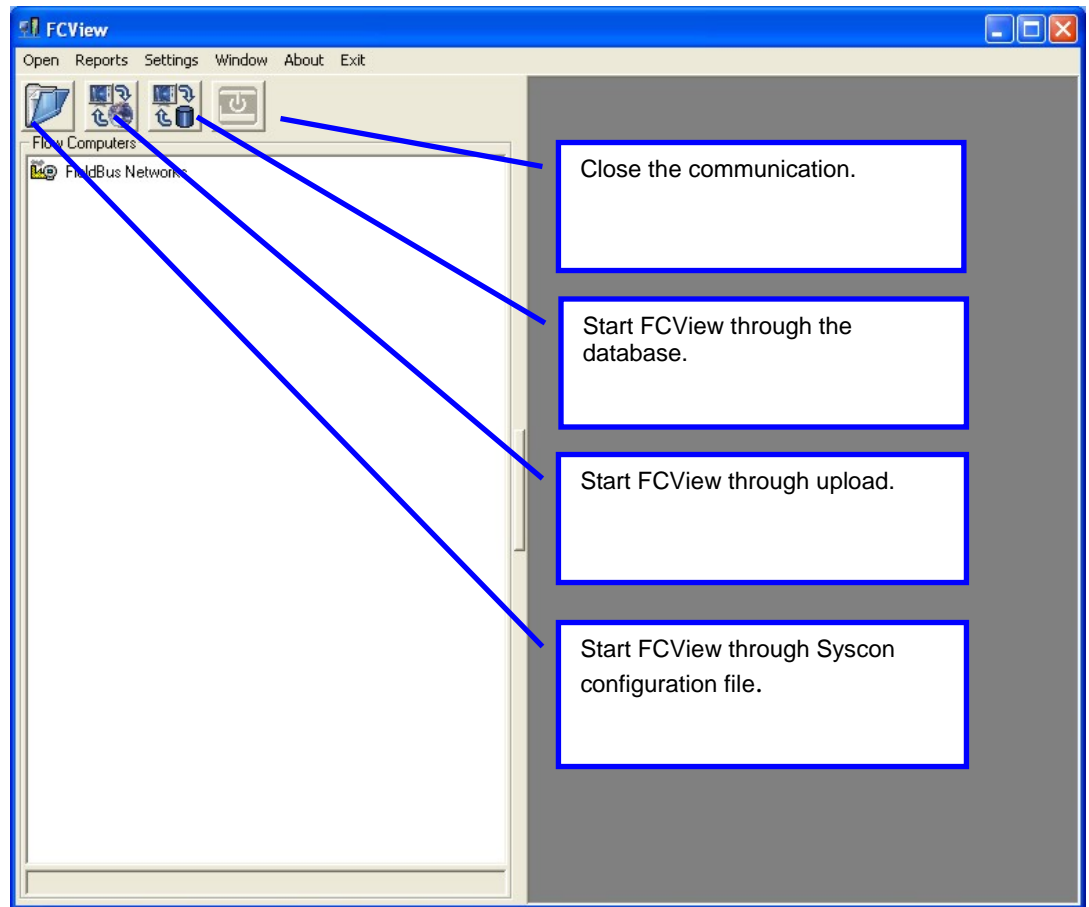 FCView
Open Reports Settings Window About Exit
Flow Computers
FieldBus Networks
Close the communication.
Start FCView through the
database.
Start FCView through upload.
Start FCView through Syscon
configuration file.